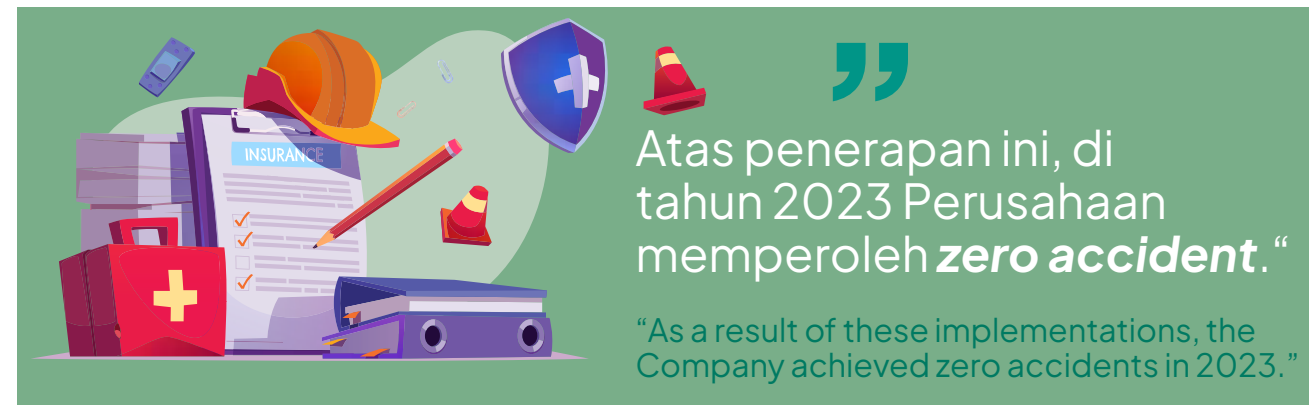 INSURANCE
”
Atas penerapan ini, di
tahun 2023 Perusahaan
memperoleh zero accident.“
“As a result of these implementations, the
Company achieved zero accidents in 2023.”